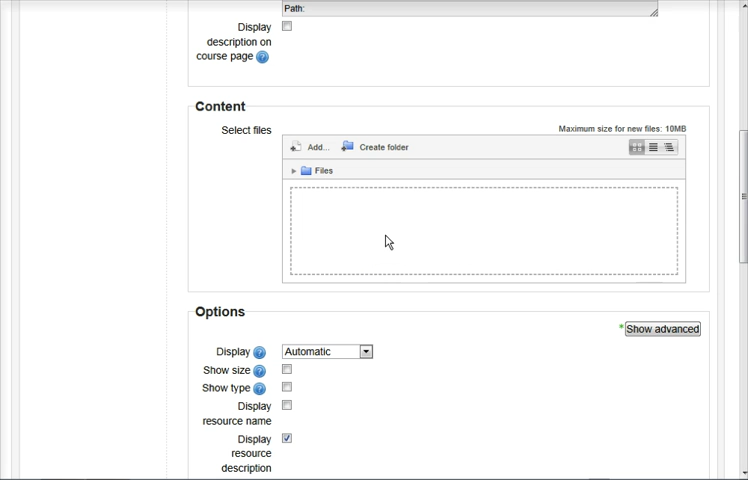 Path:
Display
description on
course page
Content
Select files
Maximum size for new files: 10MB
Add...
Create folder
Files
Options
* Show advanced
Display
Automatic
Show size
Show type
Display
resource name
Display
resource
description